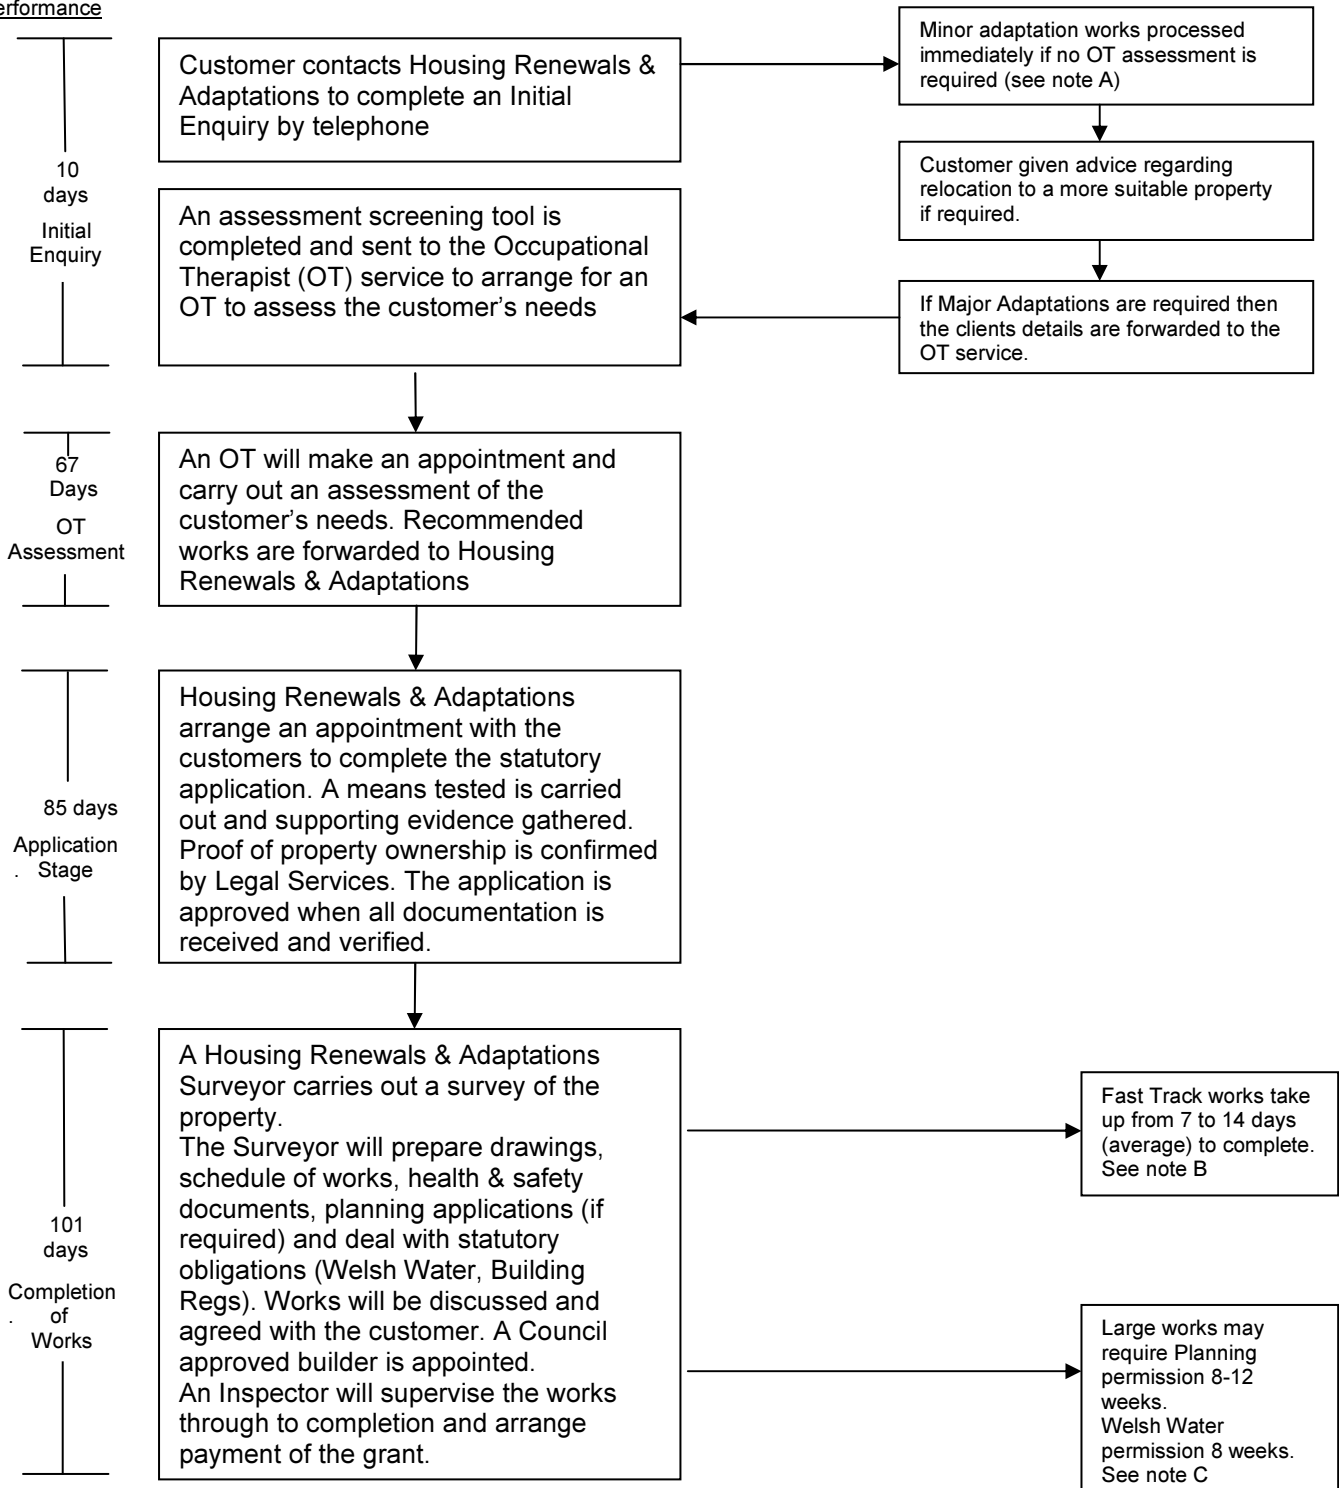 erformance
10
days
Initial
Enquiry
Customer contacts Housing Renewals &
Adaptations to complete an Initial
Enquiry by telephone
Minor adaptation works processed
immediately if no OT assessment is
required (see note A)
Customer given advice regarding
relocation to a more suitable property
if required.
If Major Adaptations are required then
the clients details are forwarded to the
OT service.
An assessment screening tool is
completed and sent to the Occupational
Therapist (OT) service to arrange for an
OT to assess the customer’s needs
67
Days
OT
Assessment
An OT will make an appointment and
carry out an assessment of the
customer’s needs. Recommended
works are forwarded to Housing
Renewals & Adaptations
85 days
Application
. Stage
Housing Renewals & Adaptations
arrange an appointment with the
customers to complete the statutory
application. A means tested is carried
out and supporting evidence gathered.
Proof of property ownership is confirmed
by Legal Services. The application is
approved when all documentation is
received and verified.
101
days
Completion
. of
Works
A Housing Renewals & Adaptations
Surveyor carries out a survey of the
property.
The Surveyor will prepare drawings,
schedule of works, health & safety
documents, planning applications (if
required) and deal with statutory
obligations (Welsh Water, Building
Regs). Works will be discussed and
agreed with the customer. A Council
approved builder is appointed.
An Inspector will supervise the works
through to completion and arrange
payment of the grant.
Fast Track works take
up from 7 to 14 days
(average) to complete.
See note B
Large works may
require Planning
permission 8-12
weeks.
Welsh Water
permission 8 weeks.
See note C